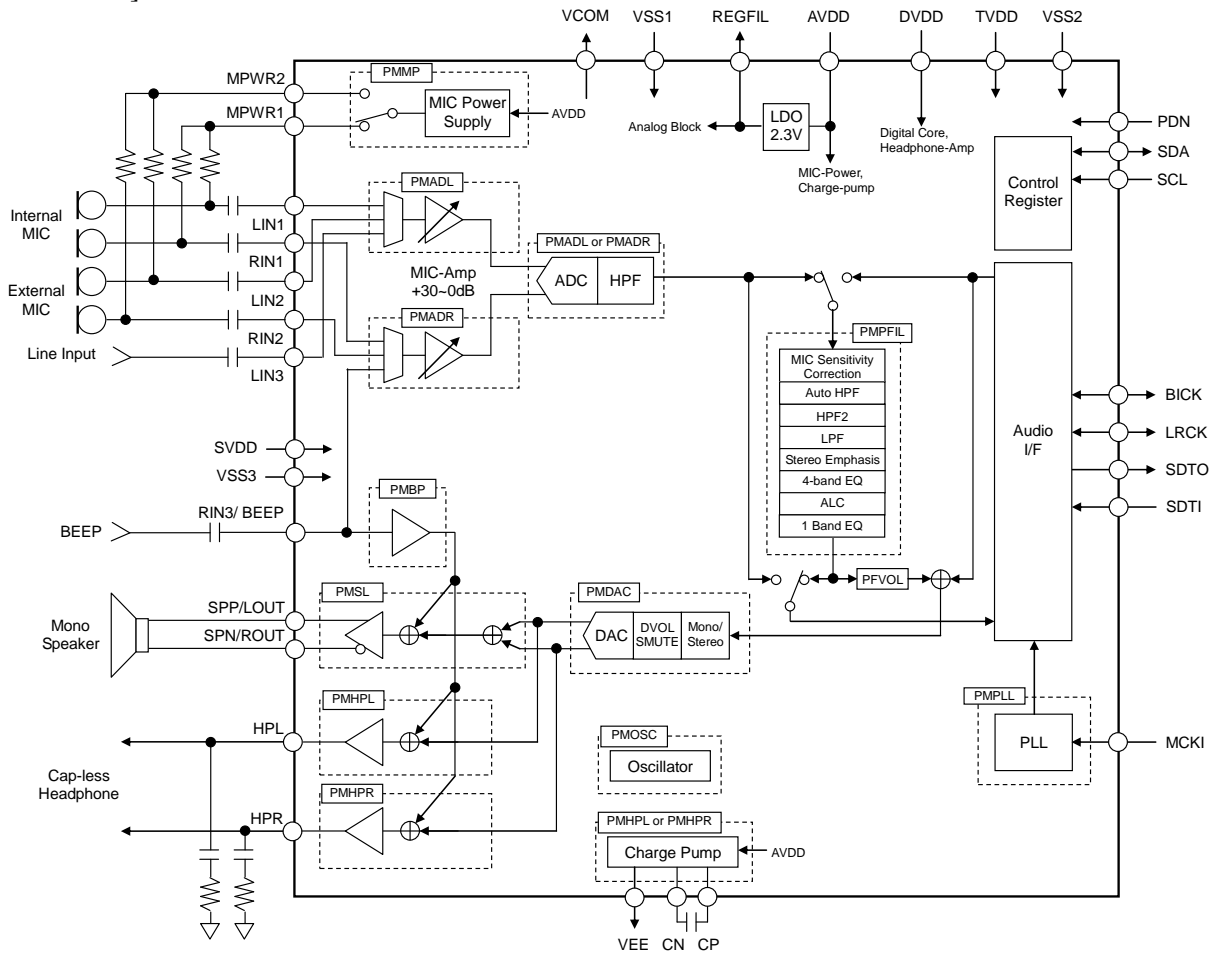 ]
VCOM VSS1 REGFIL AVDD DVDD TVDD VSS2
MPWR2
PMMP
MIC Power
Supply
AVDD
MPWR1
Analog Block
LDO
2.3V
Digital Core,
Headphone-Amp
MIC-Power,
Charge-pump
PDN
SDA
SCL
Control
Register
Internal
MIC
External
MIC
Line Input
LIN1
RIN1
LIN2
RIN2
LIN3
PMADL
MIC-Amp
+30~0dB
PMADR
PMADL or PMADR
ADC HPF
PMPFIL
MIC Sensitivity
Correction
Auto HPF
HPF2
LPF
Stereo Emphasis
4-band EQ
ALC
1 Band EQ
Audio
I/F
BICK
LRCK
SDTO
SDTI
SVDD
VSS3
BEEP
RIN3/ BEEP
PMBP
PFVOL
Mono
Speaker
SPP/LOUT
SPN/ROUT
PMSL
PMDAC
DAC
DVOL
SMUTE
Mono/
Stereo
PMPLL
PLL
MCKI
Cap-less
Headphone
HPL
PMHPL
HPR
PMHPR
PMOSC
Oscillator
PMHPL or PMHPR
Charge Pump
AVDD
VEE CN CP